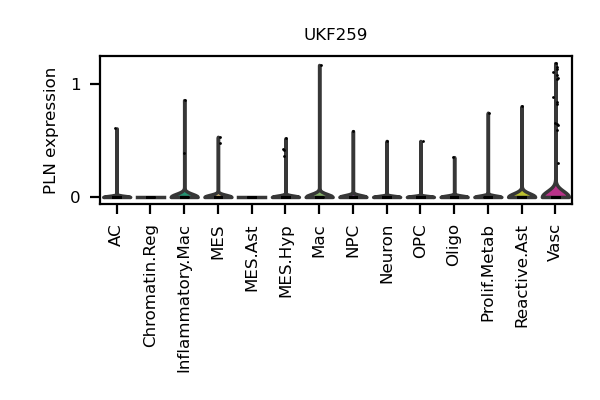 UKF259
PLN expression
1
0
AC
Chromatin.Reg
Inflammatory.Mac
MES
MES.Ast
MES.Hyp
Mac
NPC
Neuron
OPC
Oligo
Prolif.Metab
Reactive.Ast
Vasc